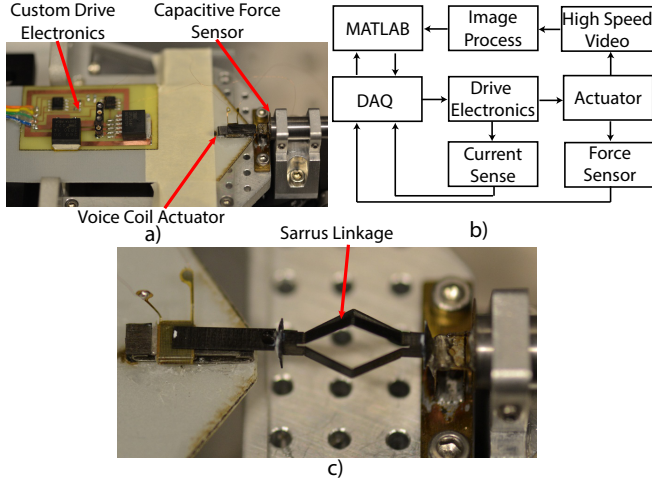 Custom Drive
Electronics
Capacitive Force
Sensor
Voice Coil Actuator
a)
MATLAB
Image
Process
High Speed
Video
DAQ
Drive
Electronics
Actuator
Current
Sense
Force
Sensor
b)
Sarrus Linkage
c)